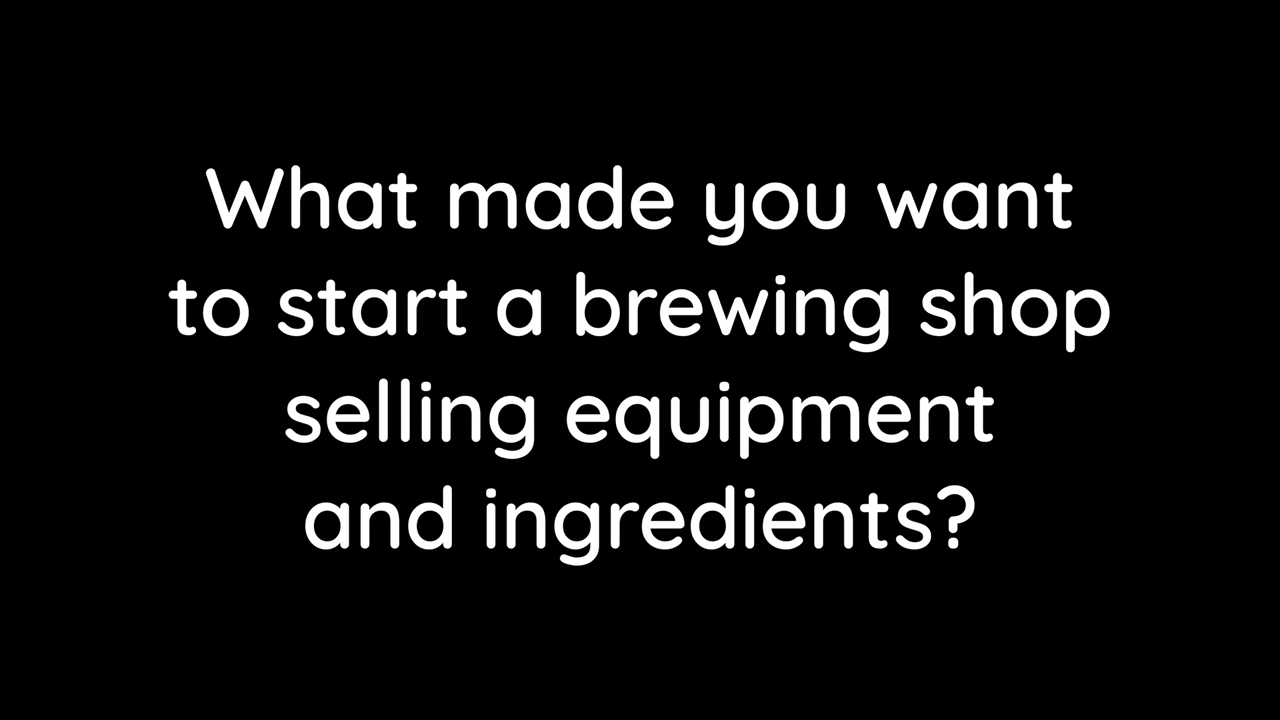 What made you want
to start a brewing shop
selling equipment
and ingredients?